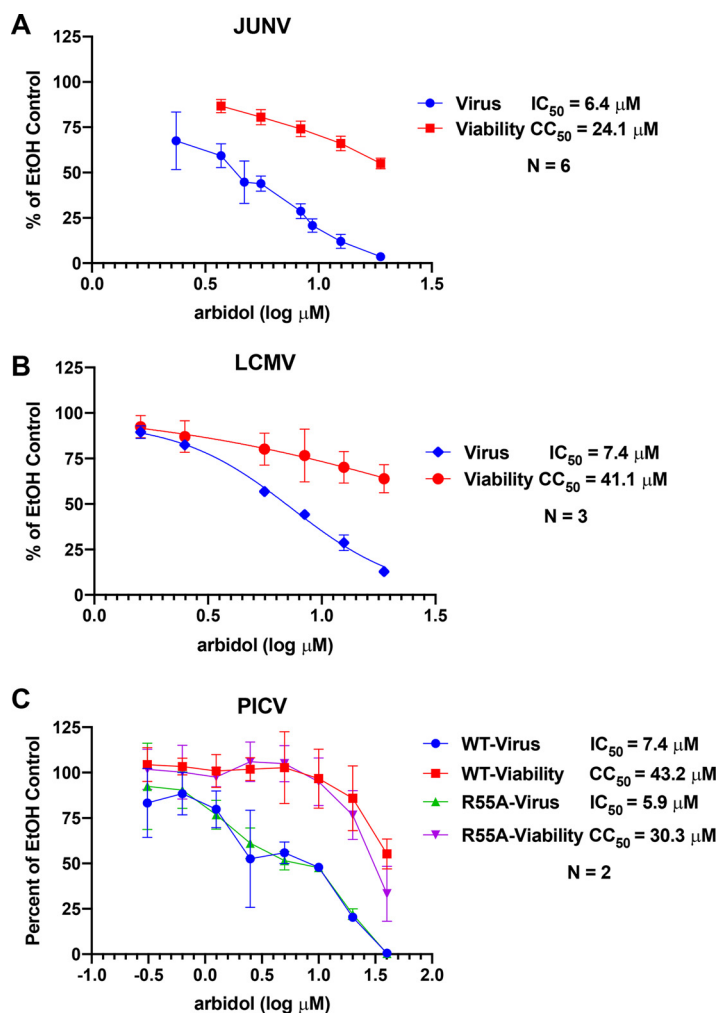 A
JUNV
% of EtOH Control
125
100
75
50
25
0
0.0 0.5 1.0 1.5
arbidol (log μM)
Virus IC50 = 6.4 μM
Viability CC50 = 24.1 μM
N = 6
B
LCMV
% of EtOH Control
125
100
75
50
25
0
0.0 0.5 1.0 1.5
arbidol (log μM)
Virus IC50 = 7.4 μM
Viability CC50 = 41.1 μM
N = 3
C
PICV
Percent of EtOH Control
125
100
75
50
25
0
-1.0 -0.5 0.0 0.5 1.0 1.5 2.0
arbidol (log μM)
WT-Virus IC50 = 7.4 μM
WT-Viability CC50 = 43.2 μM
R55A-Virus IC50 = 5.9 μM
R55A-Viability CC50 = 30.3 μM
N = 2